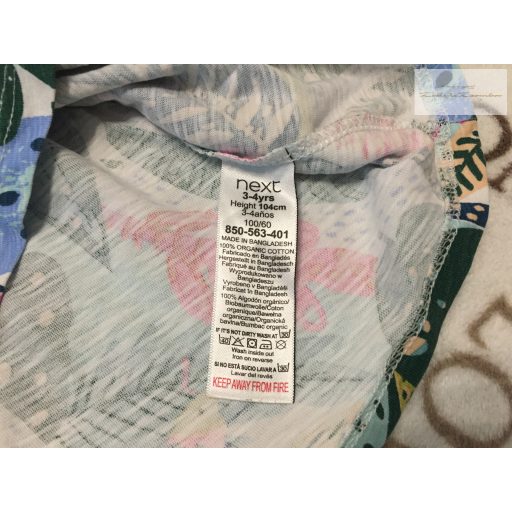 next
3-4yrs
Height 104cm
3-4años
100/60
850-563-401
MADE IN BANGLADESH
100% ORGANIC COTTON
Fabricado en Bangladés
Hergestellt in Bangladesch
Fabriqué au Bangladesh
Wyprodukowano w
Bangladeszu
Vyrobeno v Bangladéši
Fabricat în Bangladesh
100% Algodón orgánico/
Biobaumwolle/Coton
organique/Bawełna
organiczna/Organická
bavlna/Bumbac organic
IF IT'S NOT DIRTY WASH AT 30
40
Wash inside out
Iron on reverse
SI NO ESTÁ SUCIO LAVAR A 30
Lavar del revés
KEEP AWAY FROM FIRE